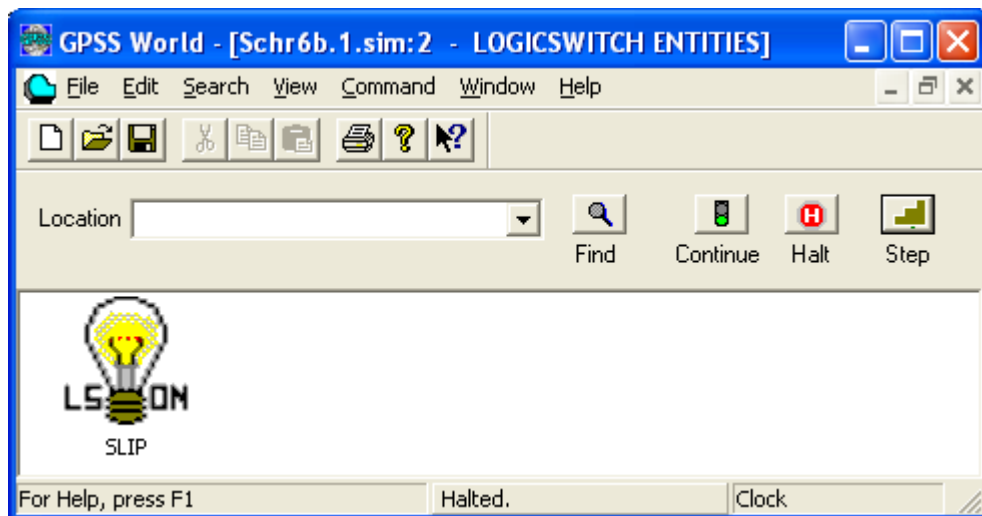 GPSS World - [Schr6b.1.sim:2 - LOGICSWITCH ENTITIES]
File Edit Search View Command Window Help
Location
Find Continue Halt Step
LS ON
SLIP
For Help, press F1 Halted. Clock